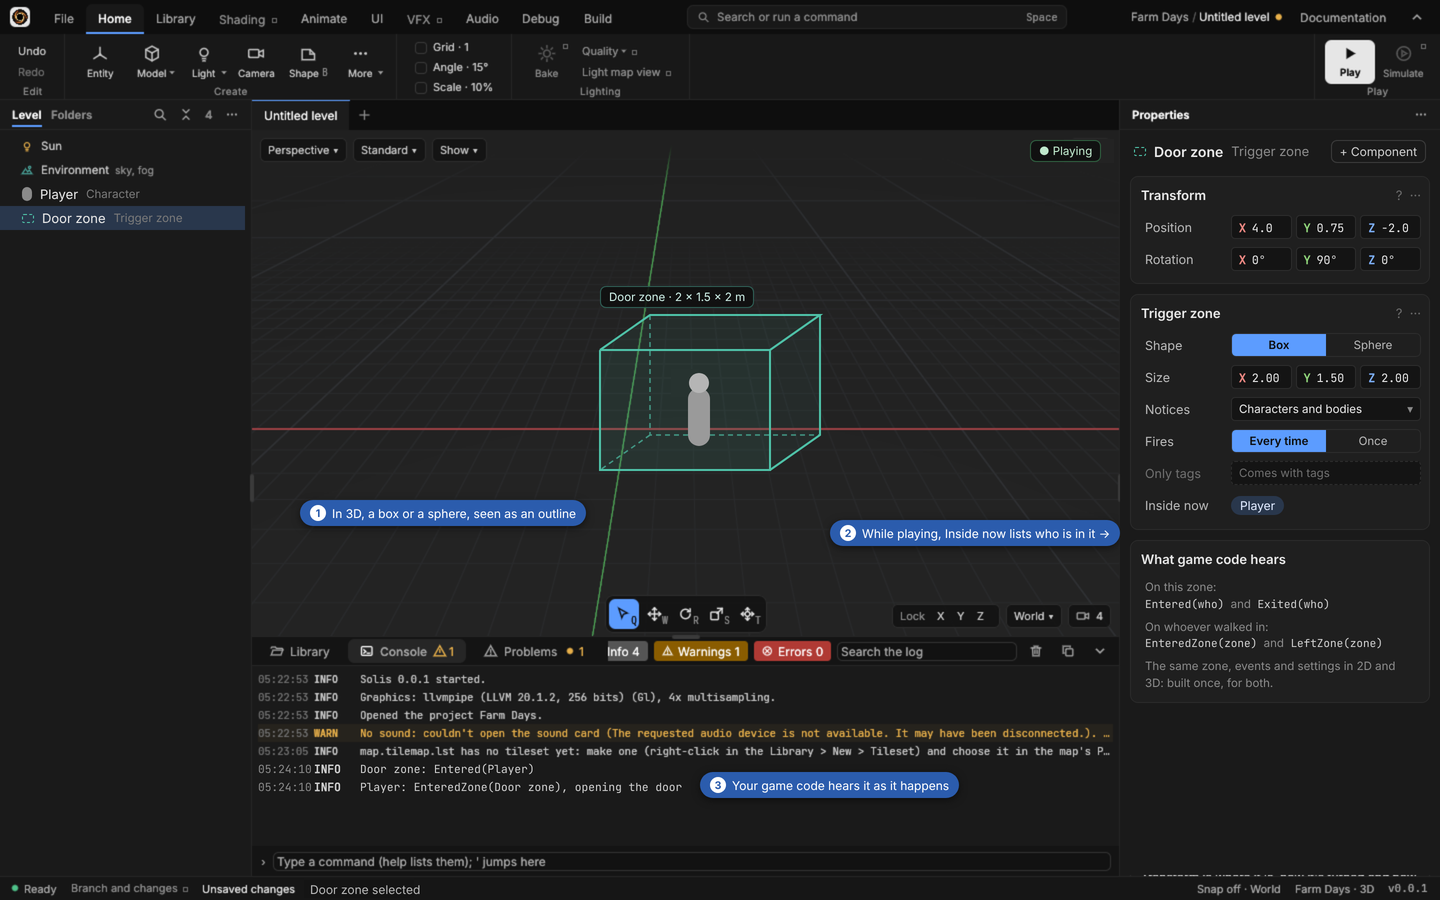 File Home Library Shading Animate UI VFX Audio Debug Build
Search or run a command Space
Farm Days / Untitled level Documentation
Undo
Redo
Edit
Entity Model Light Camera Shape B More
Create
Grid · 1
Angle · 15°
Scale · 10%
Bake
Quality
Light map view
Lighting
Play Simulate
Play
Level Folders 4
Sun
Environment sky, fog
Player Character
Door zone Trigger zone
Untitled level +
Perspective Standard Show
Playing
Door zone · 2 × 1.5 × 2 m
1 In 3D, a box or a sphere, seen as an outline
2 While playing, Inside now lists who is in it →
Q W R S T
Lock X Y Z World 4
Properties
Door zone Trigger zone + Component
Transform ?
Position X 4.0 Y 0.75 Z -2.0
Rotation X 0° Y 90° Z 0°
Trigger zone ?
Shape Box Sphere
Size X 2.00 Y 1.50 Z 2.00
Notices Characters and bodies
Fires Every time Once
Only tags Comes with tags
Inside now Player
What game code hears
On this zone:
Entered(who) and Exited(who)
On whoever walked in:
EnteredZone(zone) and LeftZone(zone)
The same zone, events and settings in 2D and
3D: built once, for both.
Library Console 1 Problems 1 Info 4 Warnings 1 Errors 0 Search the log
05:22:53 INFO Solis 0.0.1 started.
05:22:53 INFO Graphics: llvmpipe (LLVM 20.1.2, 256 bits) (Gl), 4x multisampling.
05:22:53 INFO Opened the project Farm Days.
05:22:53 WARN No sound: couldn't open the sound card (The requested audio device is not available. It may have been disconnected.). …
05:23:05 INFO map.tilemap.lst has no tileset yet: make one (right-click in the Library > New > Tileset) and choose it in the map's P…
05:24:10 INFO Door zone: Entered(Player)
05:24:10 INFO Player: EnteredZone(Door zone), opening the door
3 Your game code hears it as it happens
› Type a command (help lists them); ' jumps here
Ready Branch and changes Unsaved changes Door zone selected
Snap off · World Farm Days · 3D v0.0.1